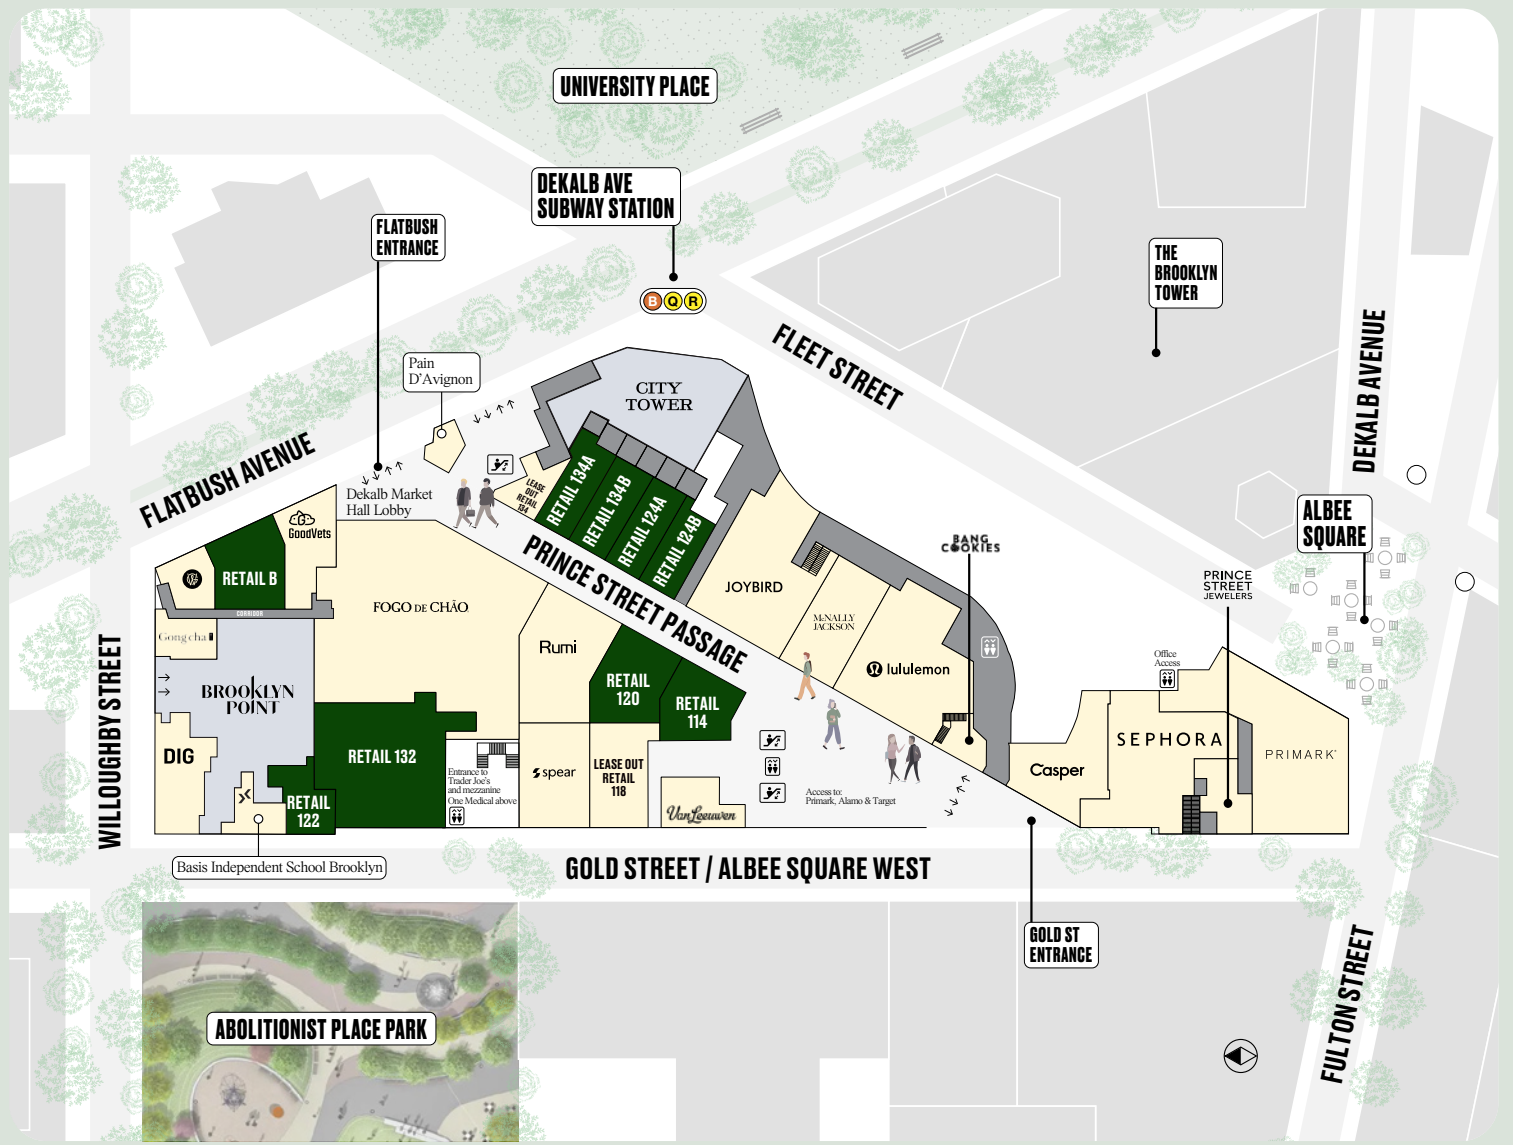 UNIVERSITY PLACE
DEKALB AVE
SUBWAY STATION
B Q R
FLATBUSH
ENTRANCE
THE
BROOKLYN
TOWER
Pain
D'Avignon
FLEET STREET
DEKALB AVENUE
CITY
TOWER
FLATBUSH AVENUE
Dekalb Market
Hall Lobby
LEASE
OUT
RETAIL
134
RETAIL 134A
RETAIL 134B
RETAIL 124A
RETAIL 124B
ALBEE
SQUARE
GoodVets
RETAIL B
CORRIDOR
PRINCE STREET PASSAGE
BANG
COOKIES
PRINCE
STREET
JEWELERS
JOYBIRD
McNALLY
JACKSON
lululemon
FOGO DE CHÃO
Rumi
Gong cha
WILLOUGHBY STREET
BROOKLYN
POINT
RETAIL
120
RETAIL
114
Office
Access
DIG
RETAIL 132
SEPHORA
PRIMARK
Casper
Entrance to
Trader Joe's
and mezzanine
One Medical above
spear
LEASE OUT
RETAIL
118
Access to:
Primark, Alamo & Target
RETAIL
122
Van Leeuwen
Basis Independent School Brooklyn
GOLD STREET / ALBEE SQUARE WEST
GOLD ST
ENTRANCE
FULTON STREET
ABOLITIONIST PLACE PARK